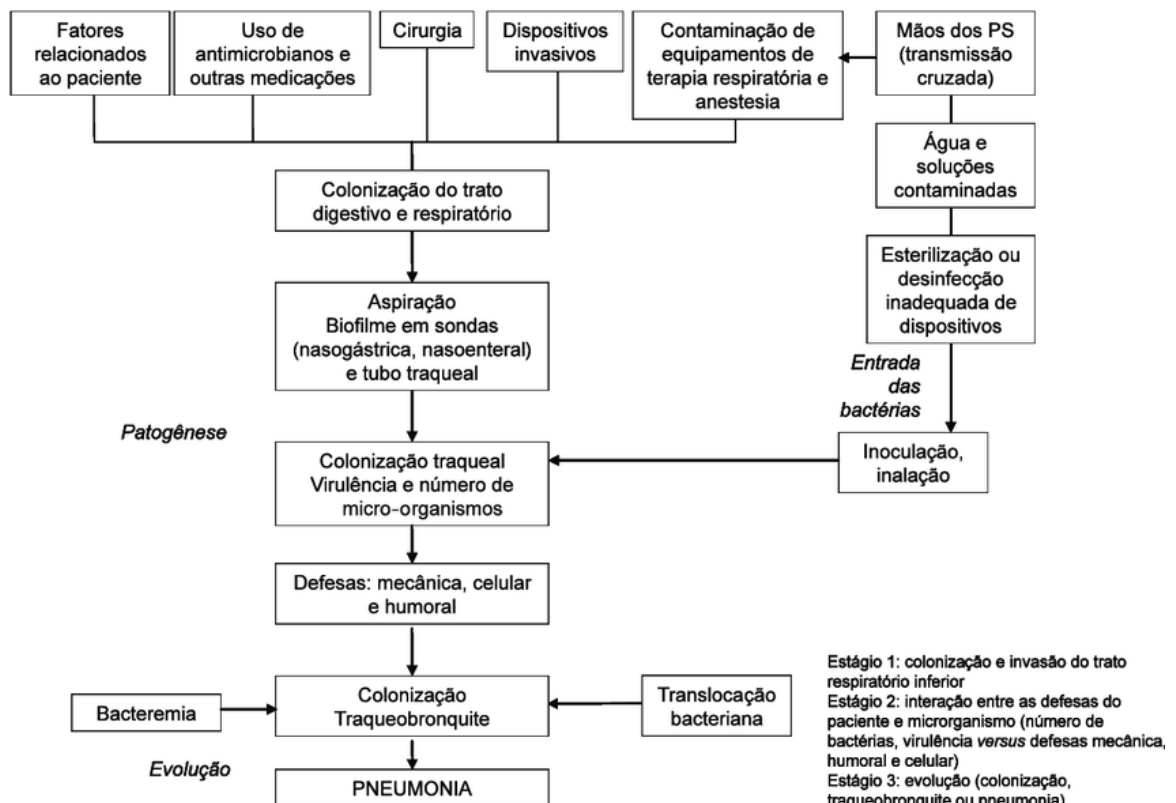 Fatores
relacionados
ao paciente
Uso de
antimicrobianos e
outras medicações
Cirurgia
Dispositivos
invasivos
Contaminação de
equipamentos de
terapia respiratória e
anestesia
Mãos dos PS
(transmissão
cruzada)
Água e
soluções
contaminadas
Colonização do trato
digestivo e respiratório
Esterilização ou
desinfecção
inadequada de
dispositivos
Aspiração
Biofilme em sondas
(nasogástrica, nasoenteral)
e tubo traqueal
Entrada
das
bactérias
Patogênese
Colonização traqueal
Virulência e número de
micro-organismos
Inoculação,
inalação
Defesas: mecânica, celular
e humoral
Bacteremia
Colonização
Traqueobronquite
Translocação
bacteriana
Evolução
PNEUMONIA
Estágio 1: colonização e invasão do trato
respiratório inferior
Estágio 2: interação entre as defesas do
paciente e microrganismo (número de
bactérias, virulência versus defesas mecânica,
humoral e celular)
Estágio 3: evolução (colonização,
traqueobronquite ou pneumonia)